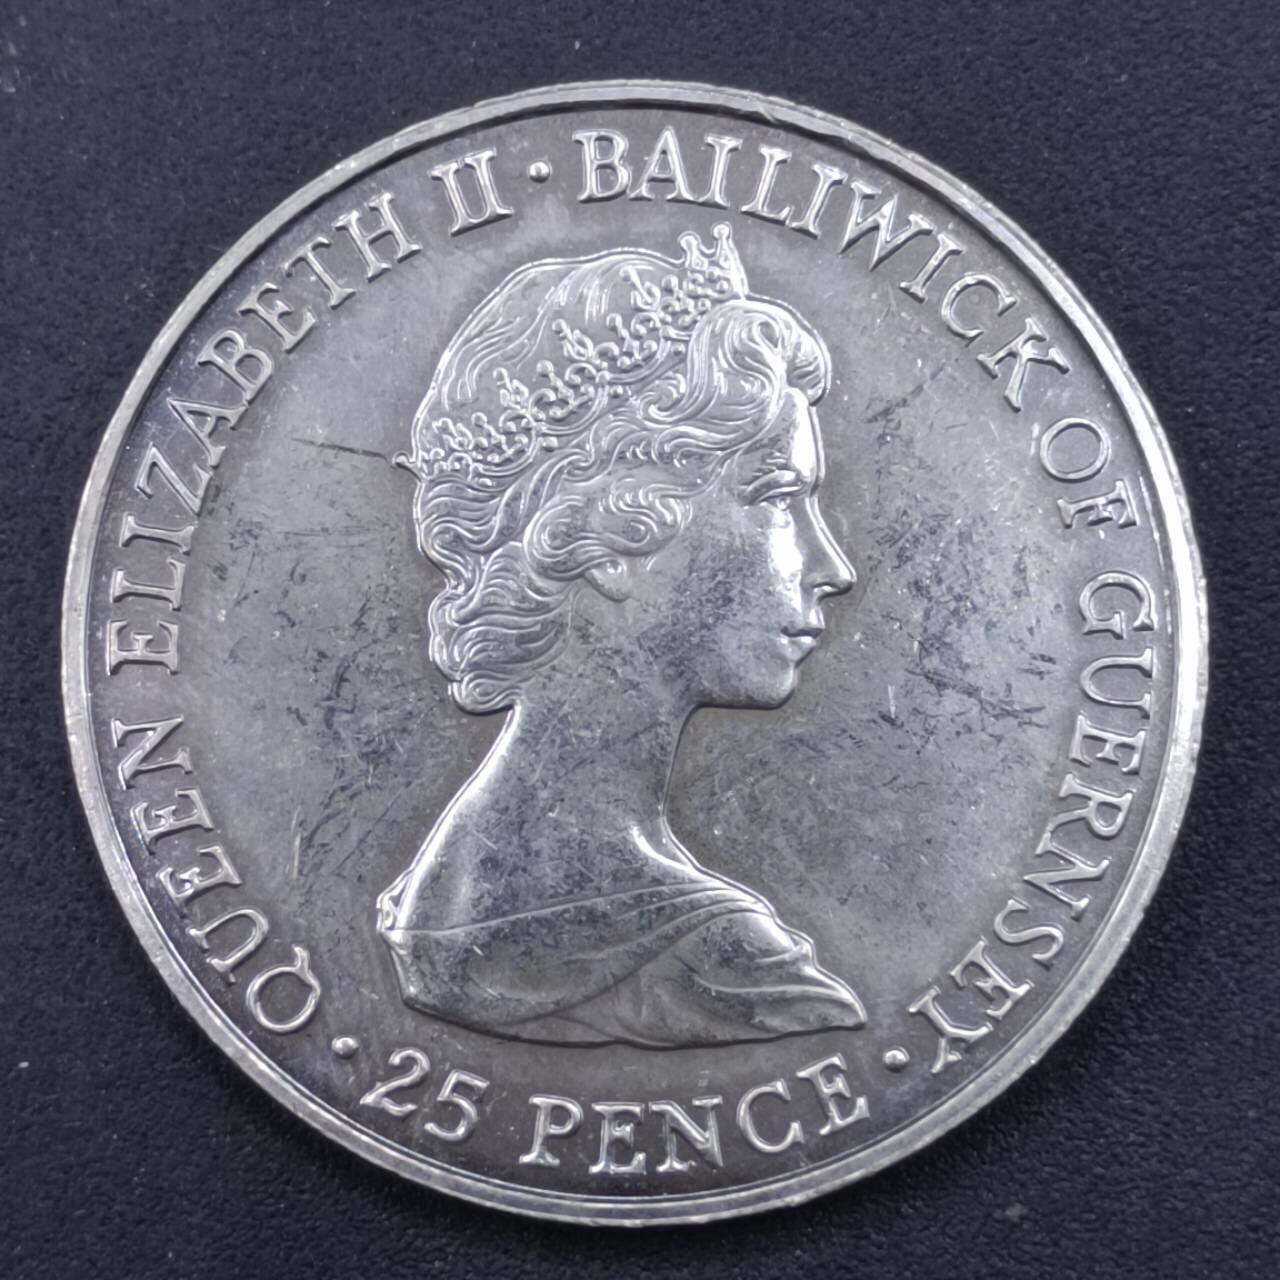 QUEEN ELIZABETH II · BAILIWICK OF GUERNSEY
· 25 PENCE ·